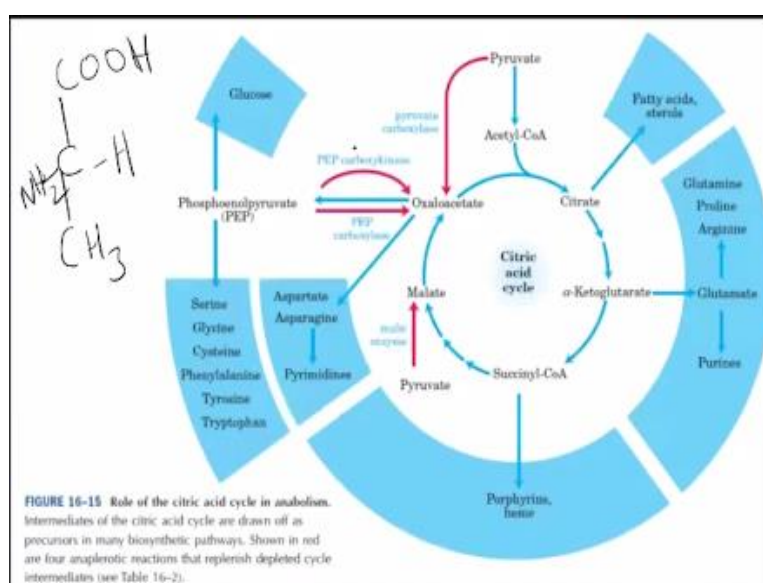 COOH
NH2
C-H
CH3
Glucose
Phosphoenolpyruvate
(PEP)
PEP carboxykinase
PEP
carboxylase
Pyruvate
pyruvate
carboxylase
Acetyl-CoA
Oxaloacetate
Citrate
Fatty acids,
sterols
Citric
acid
cycle
α-Ketoglutarate
Glutamine
Proline
Arginine
Glutamate
Purines
Succinyl-CoA
Malate
malic
enzyme
Pyruvate
Aspartate
Asparagine
Pyrimidines
Serine
Glycine
Cysteine
Phenylalanine
Tyrosine
Tryptophan
Porphyrins,
heme
FIGURE 16–15 Role of the citric acid cycle in anabolism.
Intermediates of the citric acid cycle are drawn off as
precursors in many biosynthetic pathways. Shown in red
are four anaplerotic reactions that replenish depleted cycle
intermediates (see Table 16–2).